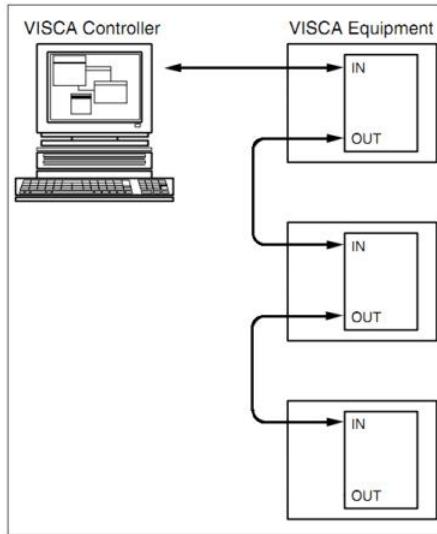 VISCA Controller
VISCA Equipment
IN
OUT
IN
OUT
IN
OUT